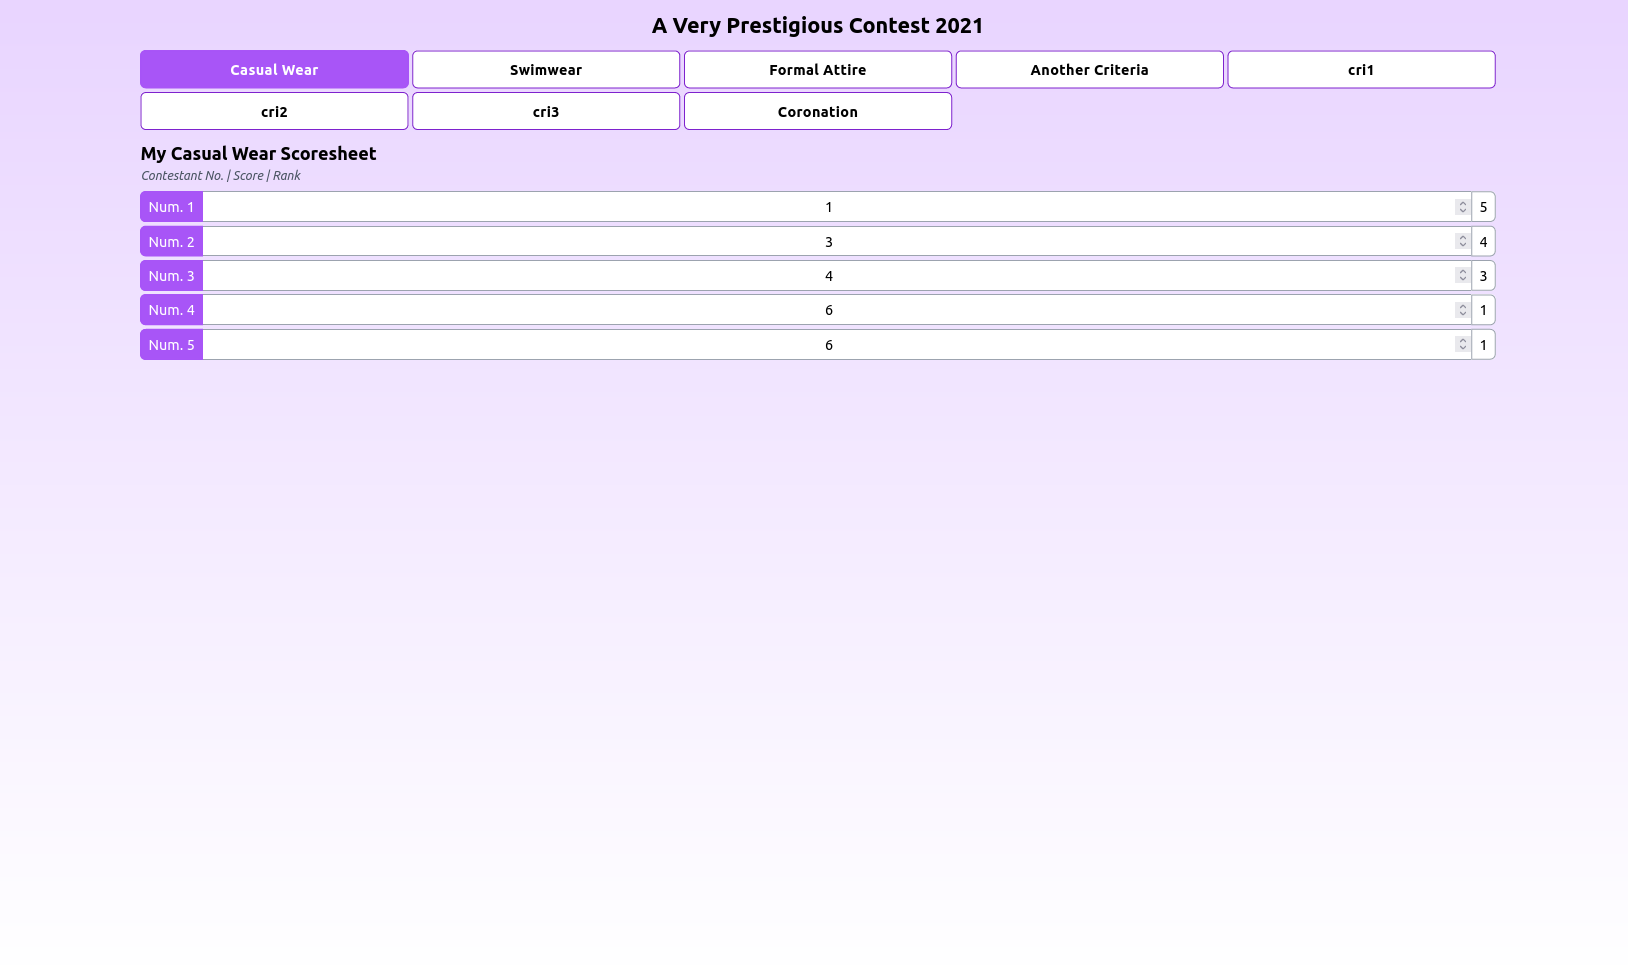 A Very Prestigious Contest 2021
Casual Wear Swimwear Formal Attire Another Criteria cri1
cri2 cri3 Coronation
My Casual Wear Scoresheet
Contestant No. | Score | Rank
Num. 1 1 5
Num. 2 3 4
Num. 3 4 3
Num. 4 6 1
Num. 5 6 1